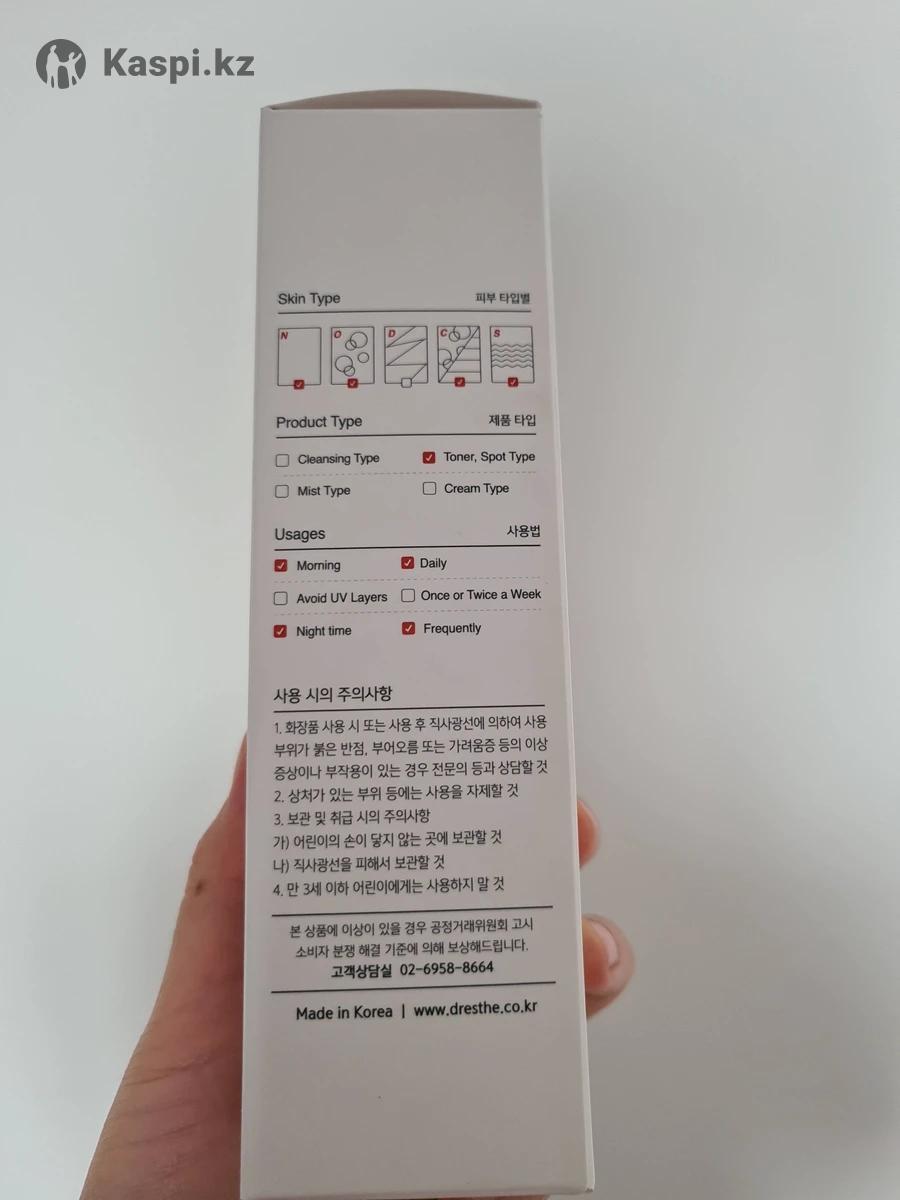 Kaspi.kz
Skin Type 피부 타입별
N O D C S
Product Type 제품 타입
Cleansing Type Toner, Spot Type
Mist Type Cream Type
Usages 사용법
Morning Daily
Avoid UV Layers Once or Twice a Week
Night time Frequently
사용 시의 주의사항
1. 화장품 사용 시 또는 사용 후 직사광선에 의하여 사용
부위가 붉은 반점, 부어오름 또는 가려움증 등의 이상
증상이나 부작용이 있는 경우 전문의 등과 상담할 것
2. 상처가 있는 부위 등에는 사용을 자제할 것
3. 보관 및 취급 시의 주의사항
가) 어린이의 손이 닿지 않는 곳에 보관할 것
나) 직사광선을 피해서 보관할 것
4. 만 3세 이하 어린이에게는 사용하지 말 것
본 상품에 이상이 있을 경우 공정거래위원회 고시
소비자 분쟁 해결 기준에 의해 보상해드립니다.
고객상담실 02-6958-8664
Made in Korea | www.dresthe.co.kr